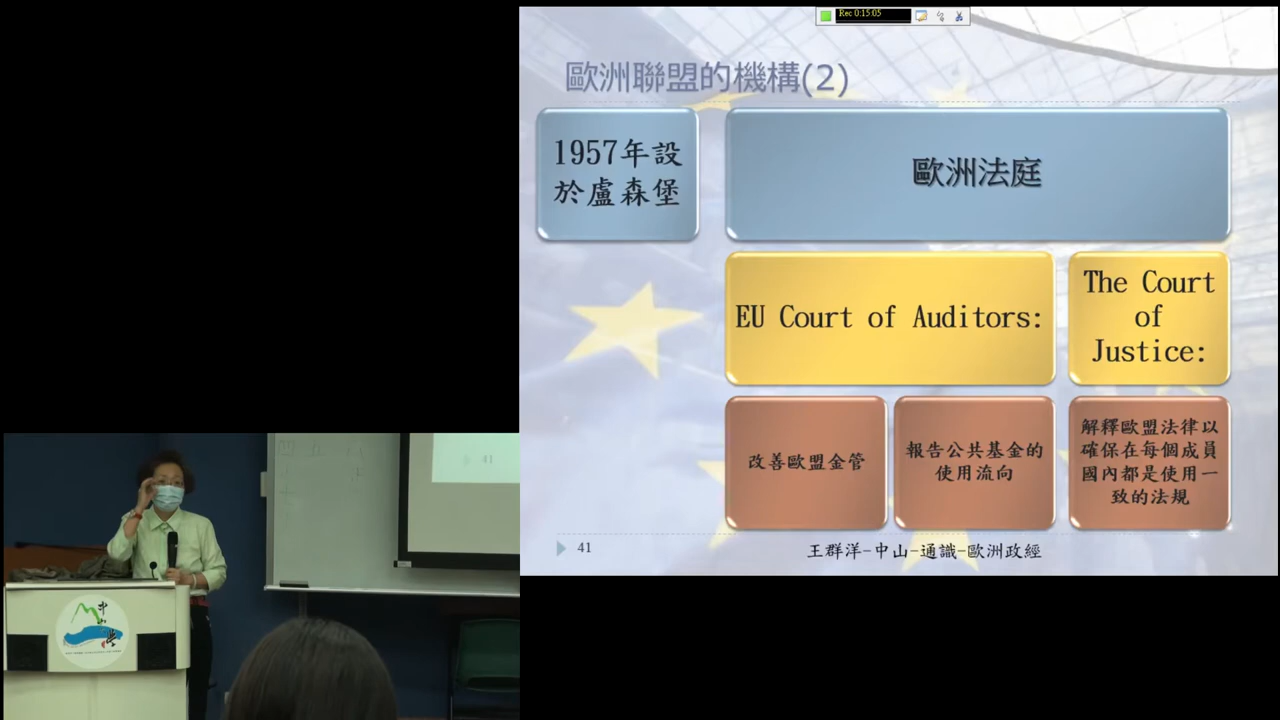 Rec 0:15:05
歐洲聯盟的機構(2)
1957年設
於盧森堡
歐洲法庭
EU Court of Auditors:
The Court
of
Justice:
改善歐盟金管
報告公共基金的
使用流向
解釋歐盟法律以
確保在每個成員
國內都是使用一
致的法規
41
王群洋-中山-通識-歐洲政經
41
中
山